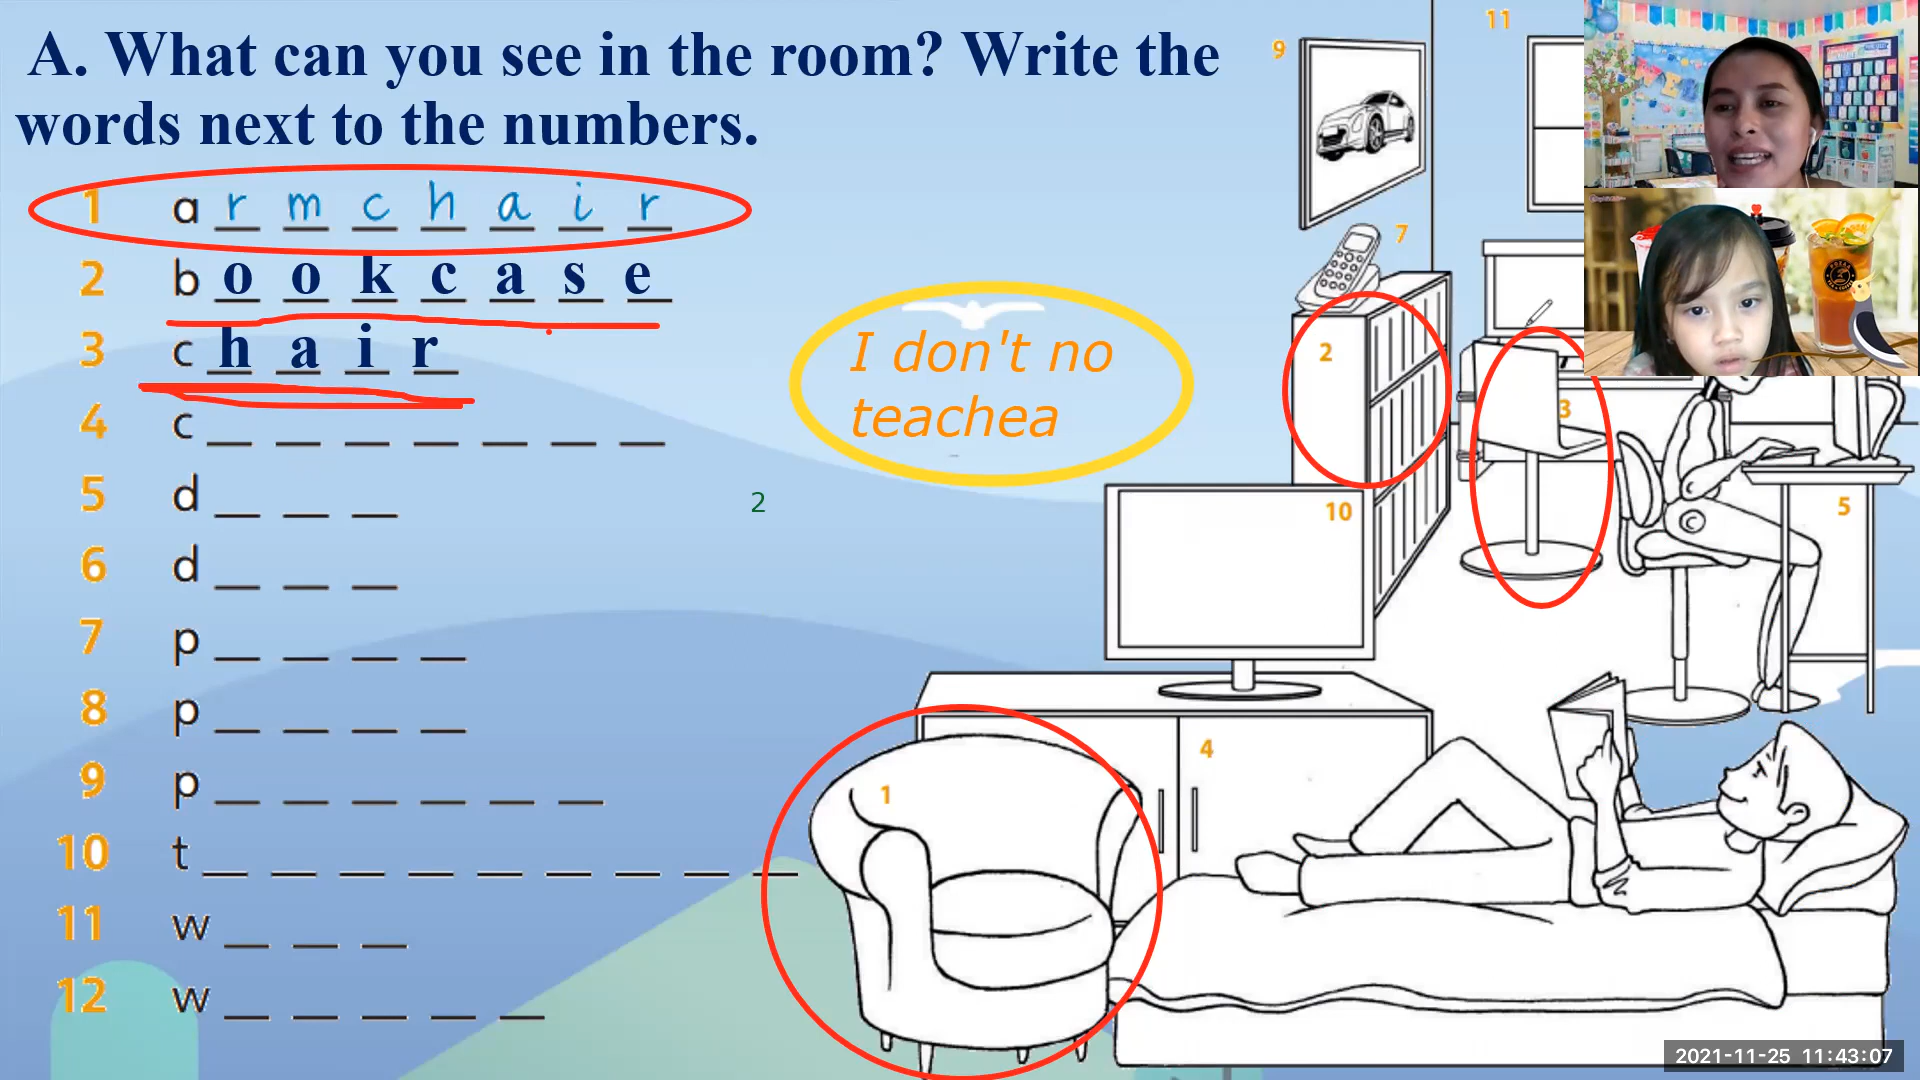 A. What can you see in the room? Write the
words next to the numbers.
1 a r m c h a i r
2 b o o k c a s e
3 c h a i r
4 c _ _ _ _ _ _ _
5 d _ _ _
6 d _ _ _
7 p _ _ _ _
8 p _ _ _ _
9 p _ _ _ _ _ _
10 t _ _ _ _ _ _ _ _ _
11 w _ _ _
12 w _ _ _ _ _
I don't no
teachea
2
9
11
7
2
3
10
5
4
1
2021-11-25 11:43:07